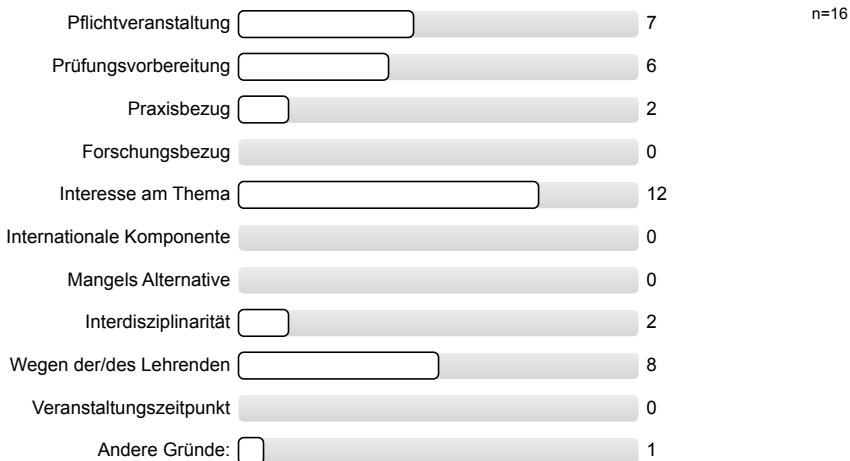 n=16
Pflichtveranstaltung 7
Prüfungsvorbereitung 6
Praxisbezug 2
Forschungsbezug 0
Interesse am Thema 12
Internationale Komponente 0
Mangels Alternative 0
Interdisziplinarität 2
Wegen der/des Lehrenden 8
Veranstaltungszeitpunkt 0
Andere Gründe: 1